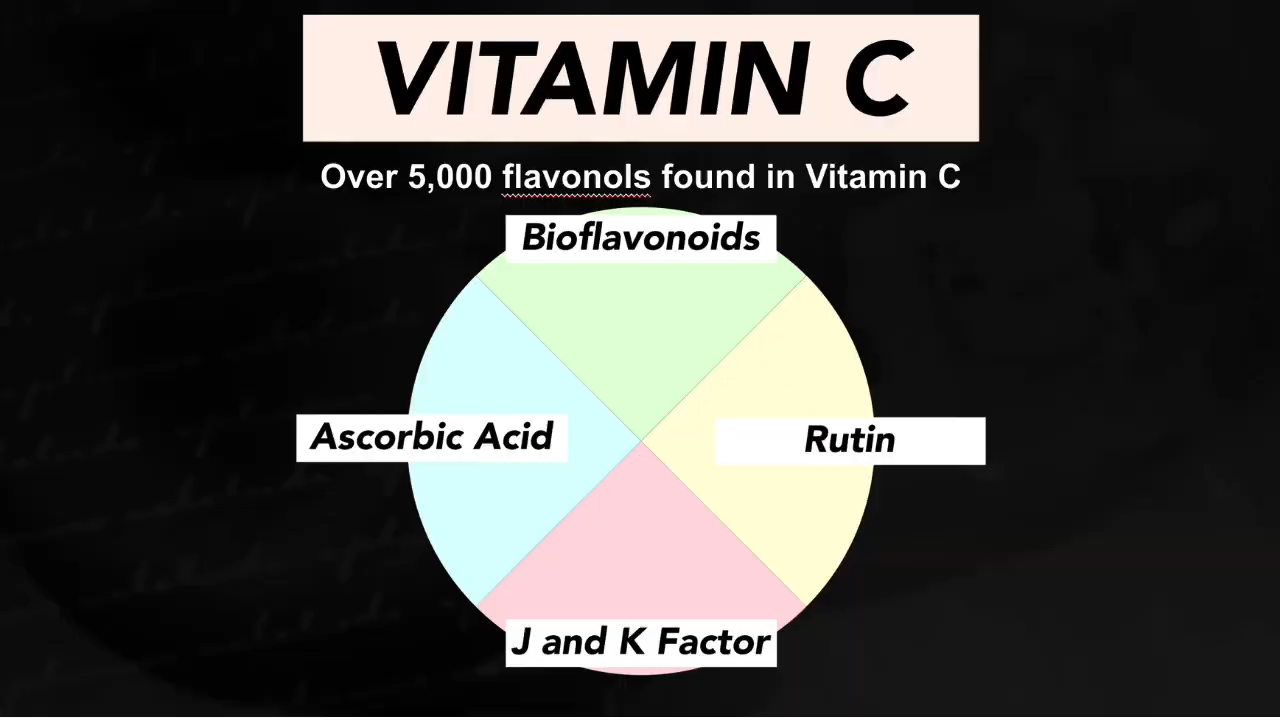 VITAMIN C
Over 5,000 flavonols found in Vitamin C
Bioflavonoids
Ascorbic Acid
Rutin
J and K Factor